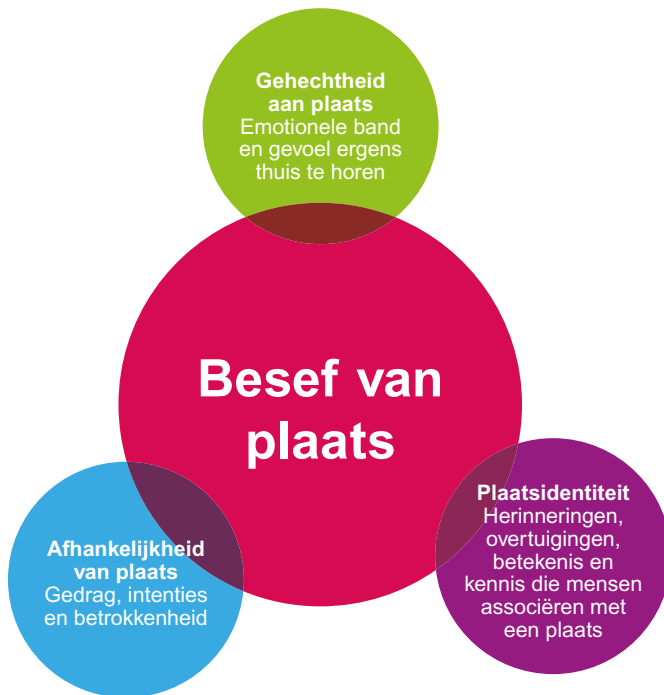 Gehechtheid
aan plaats
Emotionele band
en gevoel ergens
thuis te horen
Besef van
plaats
Afhankelijkheid
van plaats
Gedrag, intenties
en betrokkenheid
Plaatsidentiteit
Herinneringen,
overtuigingen,
betekenis en
kennis die mensen
associëren met
een plaats